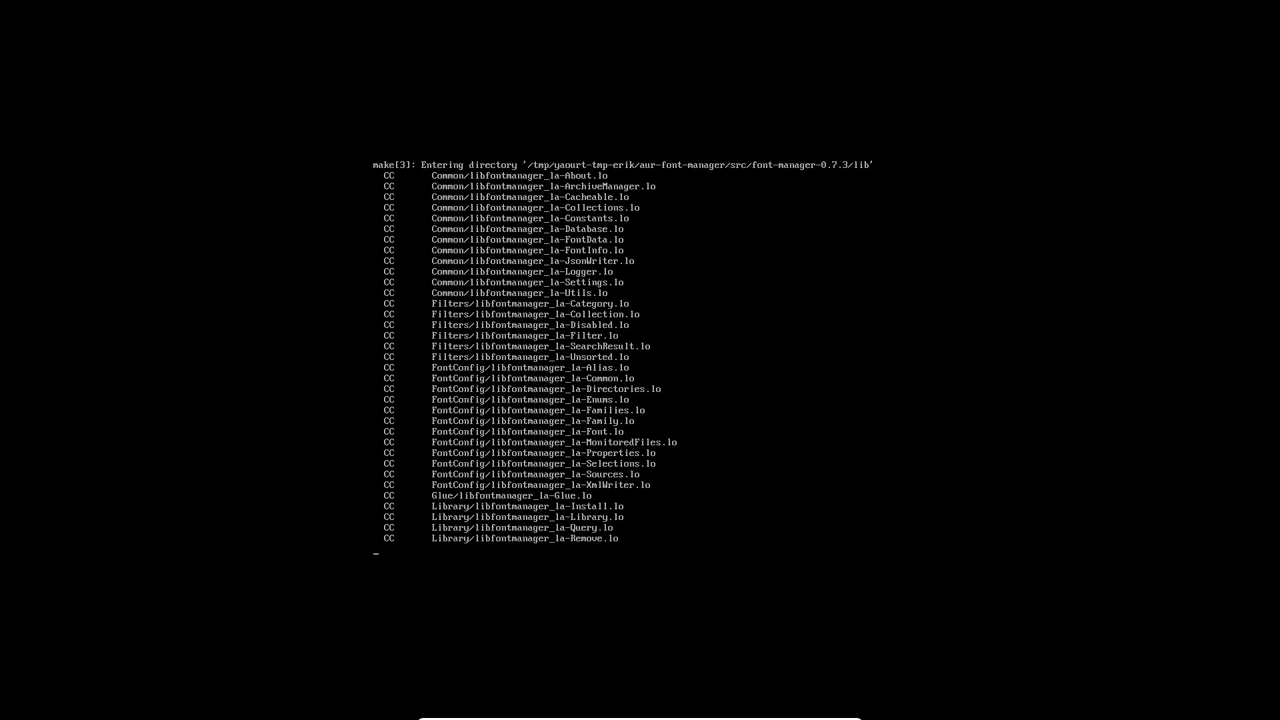 make[3]: Entering directory '/tmp/yaourt-tmp-erik/aur-font-manager/src/font-manager-0.7.3/lib'
CC Common/libfontmanager_la-About.lo
CC Common/libfontmanager_la-ArchiveManager.lo
CC Common/libfontmanager_la-Cacheable.lo
CC Common/libfontmanager_la-Collections.lo
CC Common/libfontmanager_la-Constants.lo
CC Common/libfontmanager_la-Database.lo
CC Common/libfontmanager_la-FontData.lo
CC Common/libfontmanager_la-FontInfo.lo
CC Common/libfontmanager_la-JsonWriter.lo
CC Common/libfontmanager_la-Logger.lo
CC Common/libfontmanager_la-Settings.lo
CC Common/libfontmanager_la-Utils.lo
CC Filters/libfontmanager_la-Category.lo
CC Filters/libfontmanager_la-Collection.lo
CC Filters/libfontmanager_la-Disabled.lo
CC Filters/libfontmanager_la-Filter.lo
CC Filters/libfontmanager_la-SearchResult.lo
CC Filters/libfontmanager_la-Unsorted.lo
CC FontConfig/libfontmanager_la-Alias.lo
CC FontConfig/libfontmanager_la-Common.lo
CC FontConfig/libfontmanager_la-Directories.lo
CC FontConfig/libfontmanager_la-Enums.lo
CC FontConfig/libfontmanager_la-Families.lo
CC FontConfig/libfontmanager_la-Family.lo
CC FontConfig/libfontmanager_la-Font.lo
CC FontConfig/libfontmanager_la-MonitoredFiles.lo
CC FontConfig/libfontmanager_la-Properties.lo
CC FontConfig/libfontmanager_la-Selections.lo
CC FontConfig/libfontmanager_la-Sources.lo
CC FontConfig/libfontmanager_la-XmlWriter.lo
CC Glue/libfontmanager_la-Glue.lo
CC Library/libfontmanager_la-Install.lo
CC Library/libfontmanager_la-Library.lo
CC Library/libfontmanager_la-Query.lo
CC Library/libfontmanager_la-Remove.lo